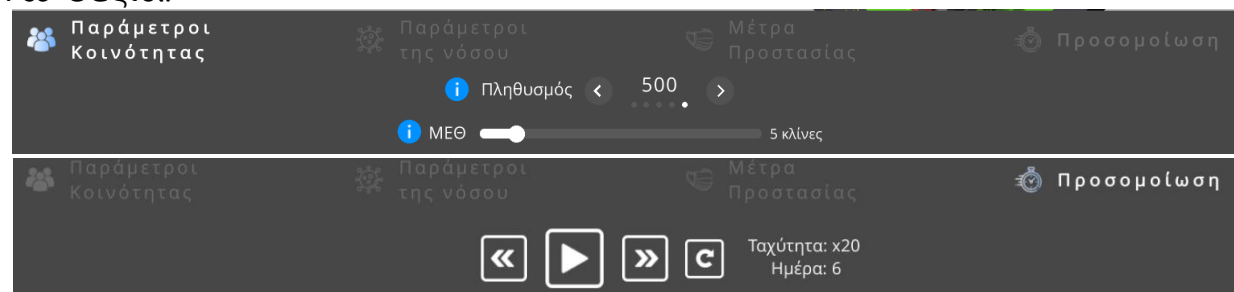 Παράμετροι
Κοινότητας
Παράμετροι
της νόσου
Μέτρα
Προστασίας
Προσομοίωση
i Πληθυσμός < 500 >
i ΜΕΘ 5 κλίνες
Παράμετροι
Κοινότητας
Παράμετροι
της νόσου
Μέτρα
Προστασίας
Προσομοίωση
Ταχύτητα: x20
Ημέρα: 6